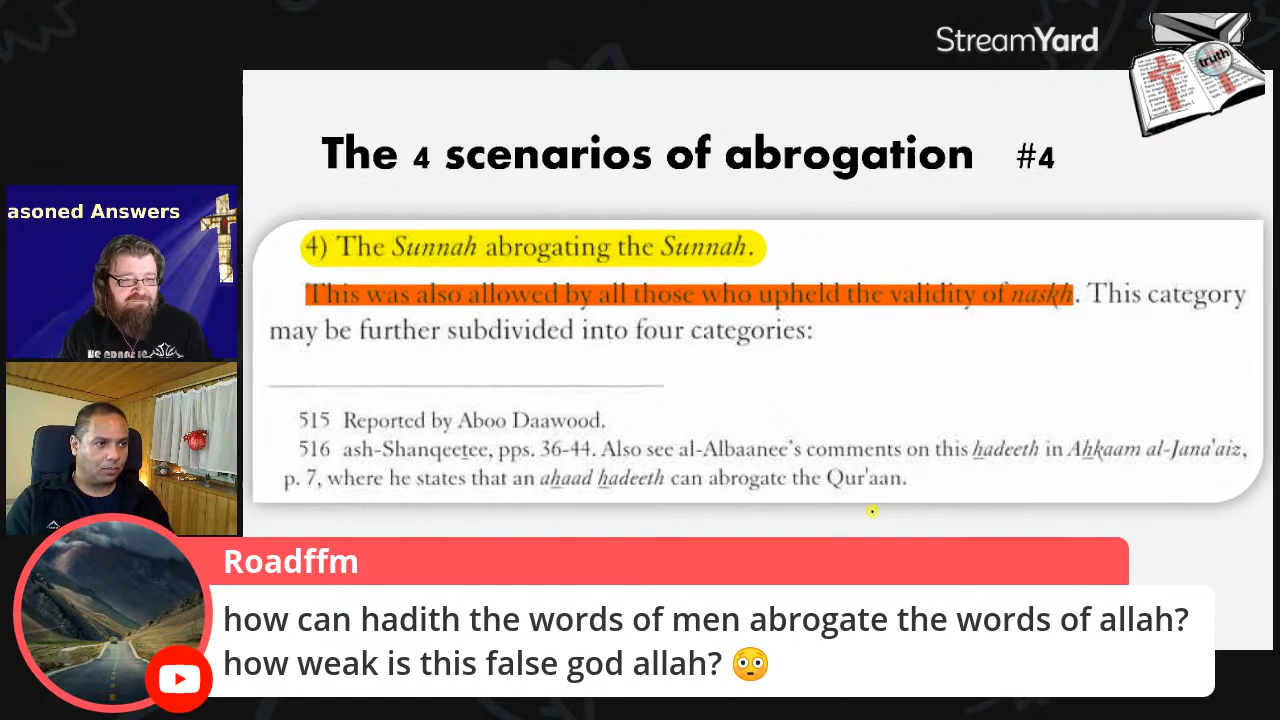 StreamYard
truth
The 4 scenarios of abrogation #4
asoned Answers
4) The Sunnah abrogating the Sunnah.
This was also allowed by all those who upheld the validity of naskh. This category
may be further subdivided into four categories:
515 Reported by Aboo Daawood.
516 ash-Shanqeetee, pps. 36-44. Also see al-Albaanee's comments on this hadeeth in Ahkaam al-Jana'aiz,
p. 7, where he states that an ahaad hadeeth can abrogate the Qur'aan.
Roadffm
how can hadith the words of men abrogate the words of allah?
how weak is this false god allah? 😳